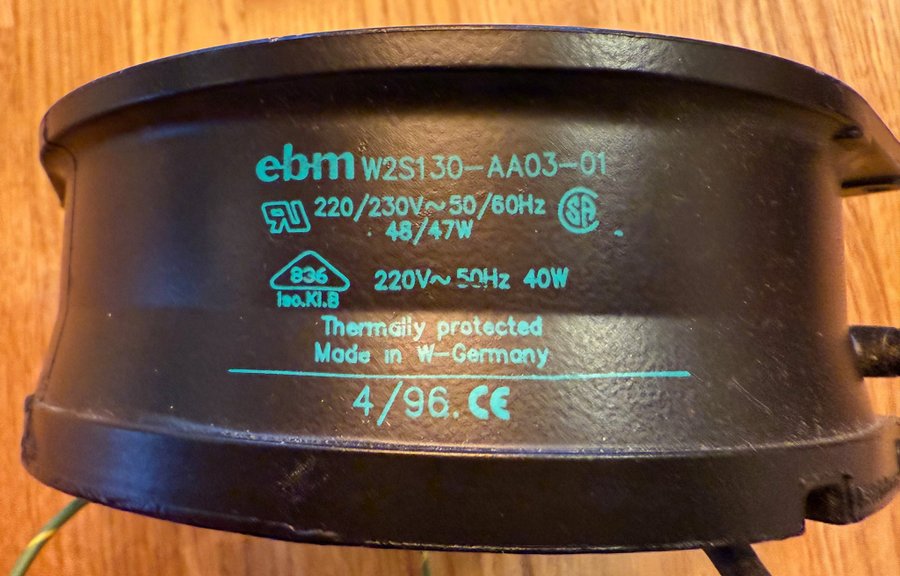 ebm W2S130-AA03-01
220/230V~50/60Hz
48/47W
836
Iso.Kl.B
220V~50Hz 40W
Thermally protected
Made in W-Germany
4/96. CE